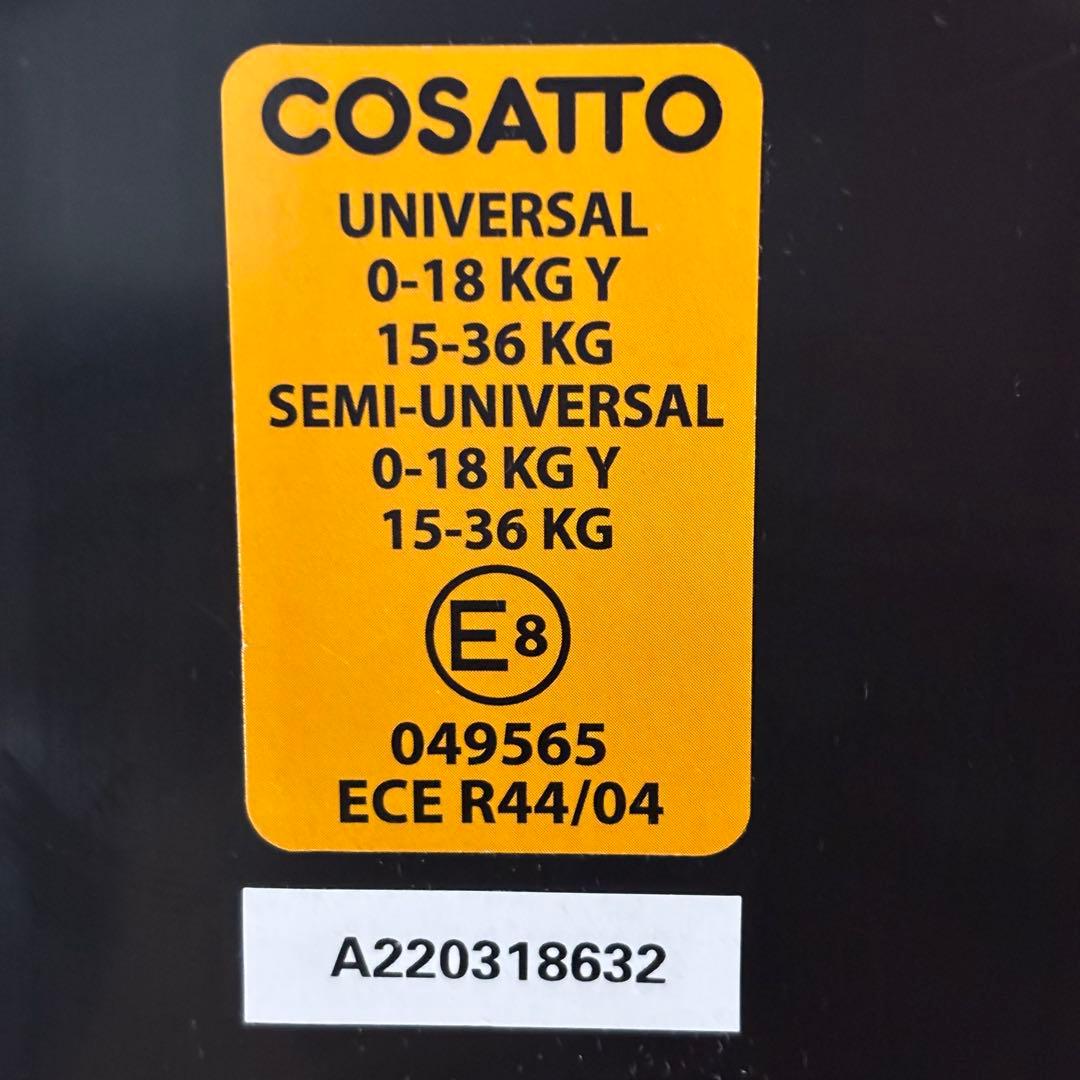 COSATTO
UNIVERSAL
0-18 KG Y
15-36 KG
SEMI-UNIVERSAL
0-18 KG Y
15-36 KG
E8
049565
ECE R44/04
A220318632